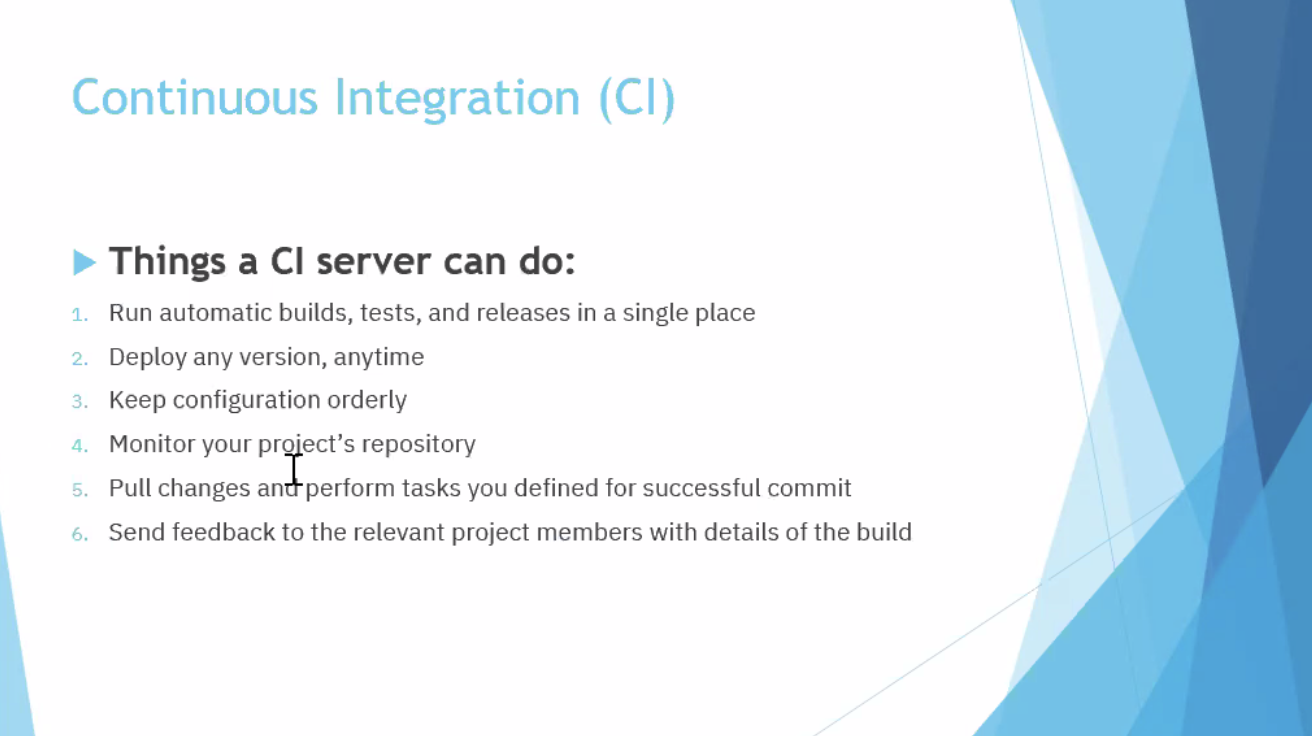 Continuous Integration (CI)
Things a CI server can do:
1. Run automatic builds, tests, and releases in a single place
2. Deploy any version, anytime
3. Keep configuration orderly
4. Monitor your project’s repository
5. Pull changes and perform tasks you defined for successful commit
6. Send feedback to the relevant project members with details of the build